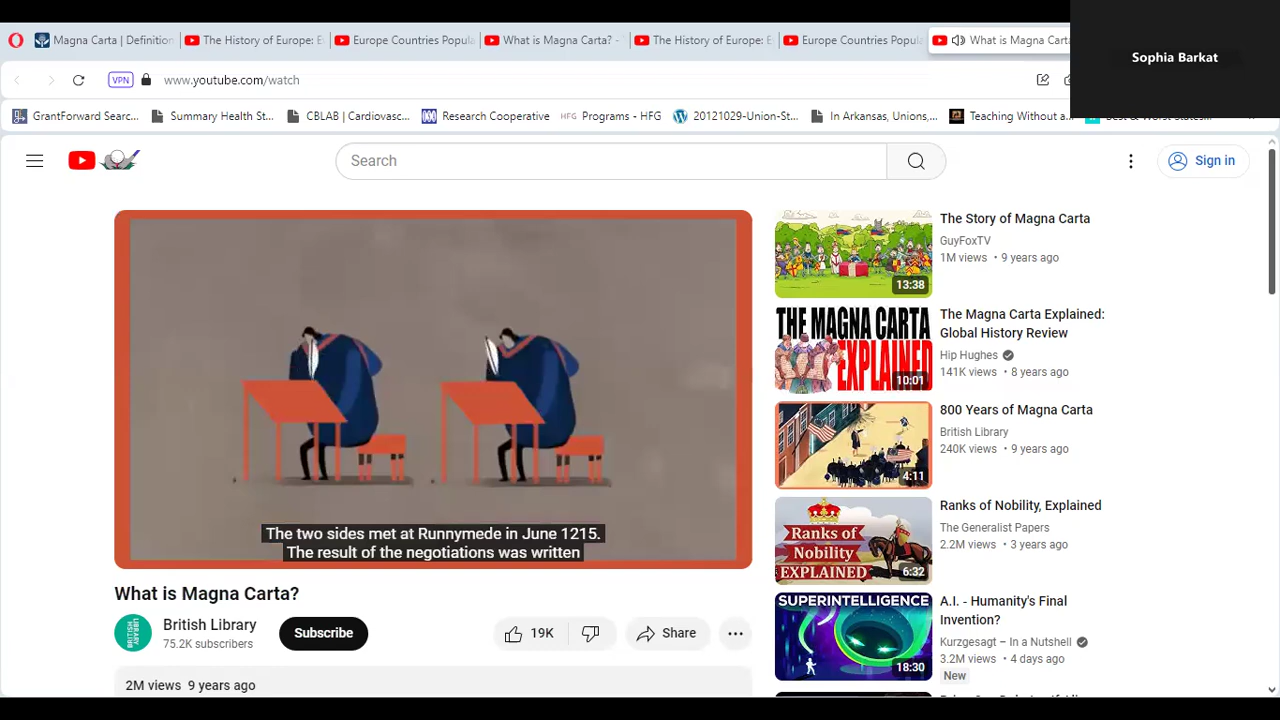 Magna Carta | Definition
The History of Europe: E
Europe Countries Popula
What is Magna Carta? -
The History of Europe: E
Europe Countries Popula
What is Magna Carta
Sophia Barkat
VPN
www.youtube.com/watch
GrantForward Searc...
Summary Health St...
CBLAB | Cardiovasc...
Research Cooperative
HFG Programs - HFG
20121029-Union-St...
In Arkansas, Unions,...
Teaching Without a...
Search
Sign in
The two sides met at Runnymede in June 1215.
The result of the negotiations was written
What is Magna Carta?
BRITISH LIBRARY
British Library
75.2K subscribers
Subscribe
19K
Share
2M views 9 years ago
13:38
The Story of Magna Carta
GuyFoxTV
1M views • 9 years ago
THE MAGNA CARTA
EXPLAINED
10:01
The Magna Carta Explained:
Global History Review
Hip Hughes
141K views • 8 years ago
4:11
800 Years of Magna Carta
British Library
240K views • 9 years ago
Ranks of
Nobility
EXPLAINED
6:32
Ranks of Nobility, Explained
The Generalist Papers
2.2M views • 3 years ago
SUPERINTELLIGENCE
18:30
A.I. - Humanity's Final
Invention?
Kurzgesagt – In a Nutshell
3.2M views • 4 days ago
New